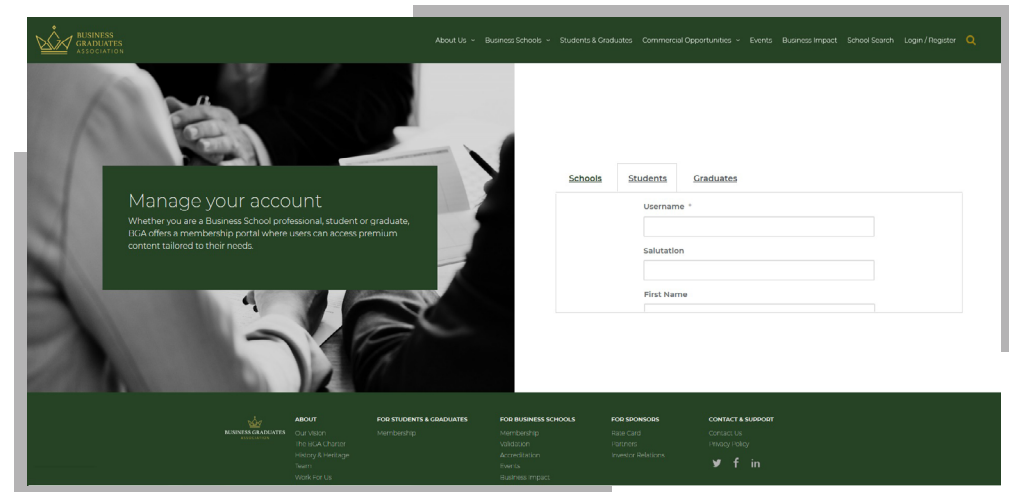 BUSINESS
GRADUATES
ASSOCIATION
About Us
Business Schools
Students & Graduates
Commercial Opportunities
Events
Business Impact
School Search
Login / Register
Manage your account
Whether you are a Business School professional, student or graduate,
BGA offers a membership portal where users can access premium
content tailored to their needs.
Schools
Students
Graduates
Username *
Salutation
First Name
BUSINESS GRADUATES
ASSOCIATION
ABOUT
Our Vision
The BGA Charter
History & Heritage
Team
Work For Us
FOR STUDENTS & GRADUATES
Membership
FOR BUSINESS SCHOOLS
Membership
Validation
Accreditation
Events
Business Impact
FOR SPONSORS
Rate Card
Partners
Investor Relations
CONTACT & SUPPORT
Contact Us
Privacy Policy